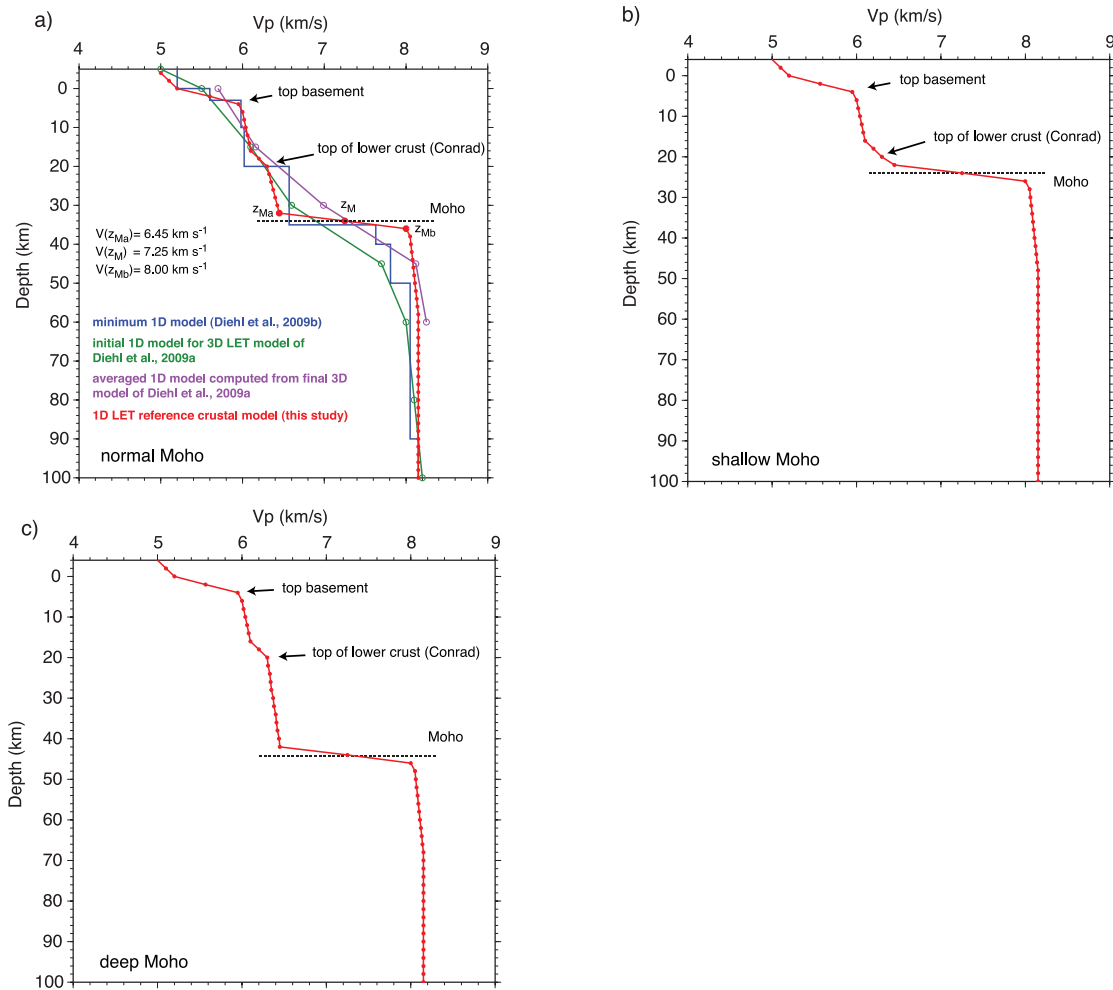 a)
Vp (km/s)
4 5 6 7 8 9
0
10
20
30
40
50
60
70
80
90
100
Depth (km)
top basement
top of lower crust (Conrad)
zMa
zM
Moho
zMb
V(zMa)= 6.45 km s-1
V(zM) = 7.25 km s-1
V(zMb)= 8.00 km s-1
minimum 1D model (Diehl et al., 2009b)
initial 1D model for 3D LET model of
Diehl et al., 2009a
averaged 1D model computed from final 3D
model of Diehl et al., 2009a
1D LET reference crustal model (this study)
normal Moho
b)
Vp (km/s)
4 5 6 7 8 9
0
10
20
30
40
50
60
70
80
90
100
Depth (km)
top basement
top of lower crust (Conrad)
Moho
shallow Moho
c)
Vp (km/s)
4 5 6 7 8 9
0
10
20
30
40
50
60
70
80
90
100
Depth (km)
top basement
top of lower crust (Conrad)
Moho
deep Moho